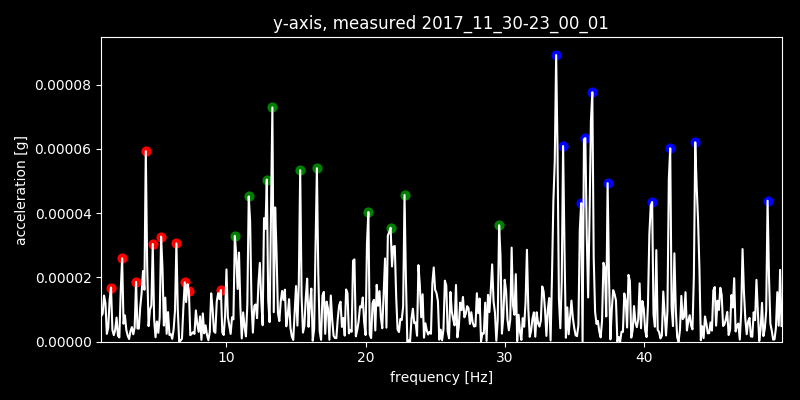 y-axis, measured 2017_11_30-23_00_01
acceleration [g]
0.00008
0.00006
0.00004
0.00002
0.00000
10 20 30 40
frequency [Hz]